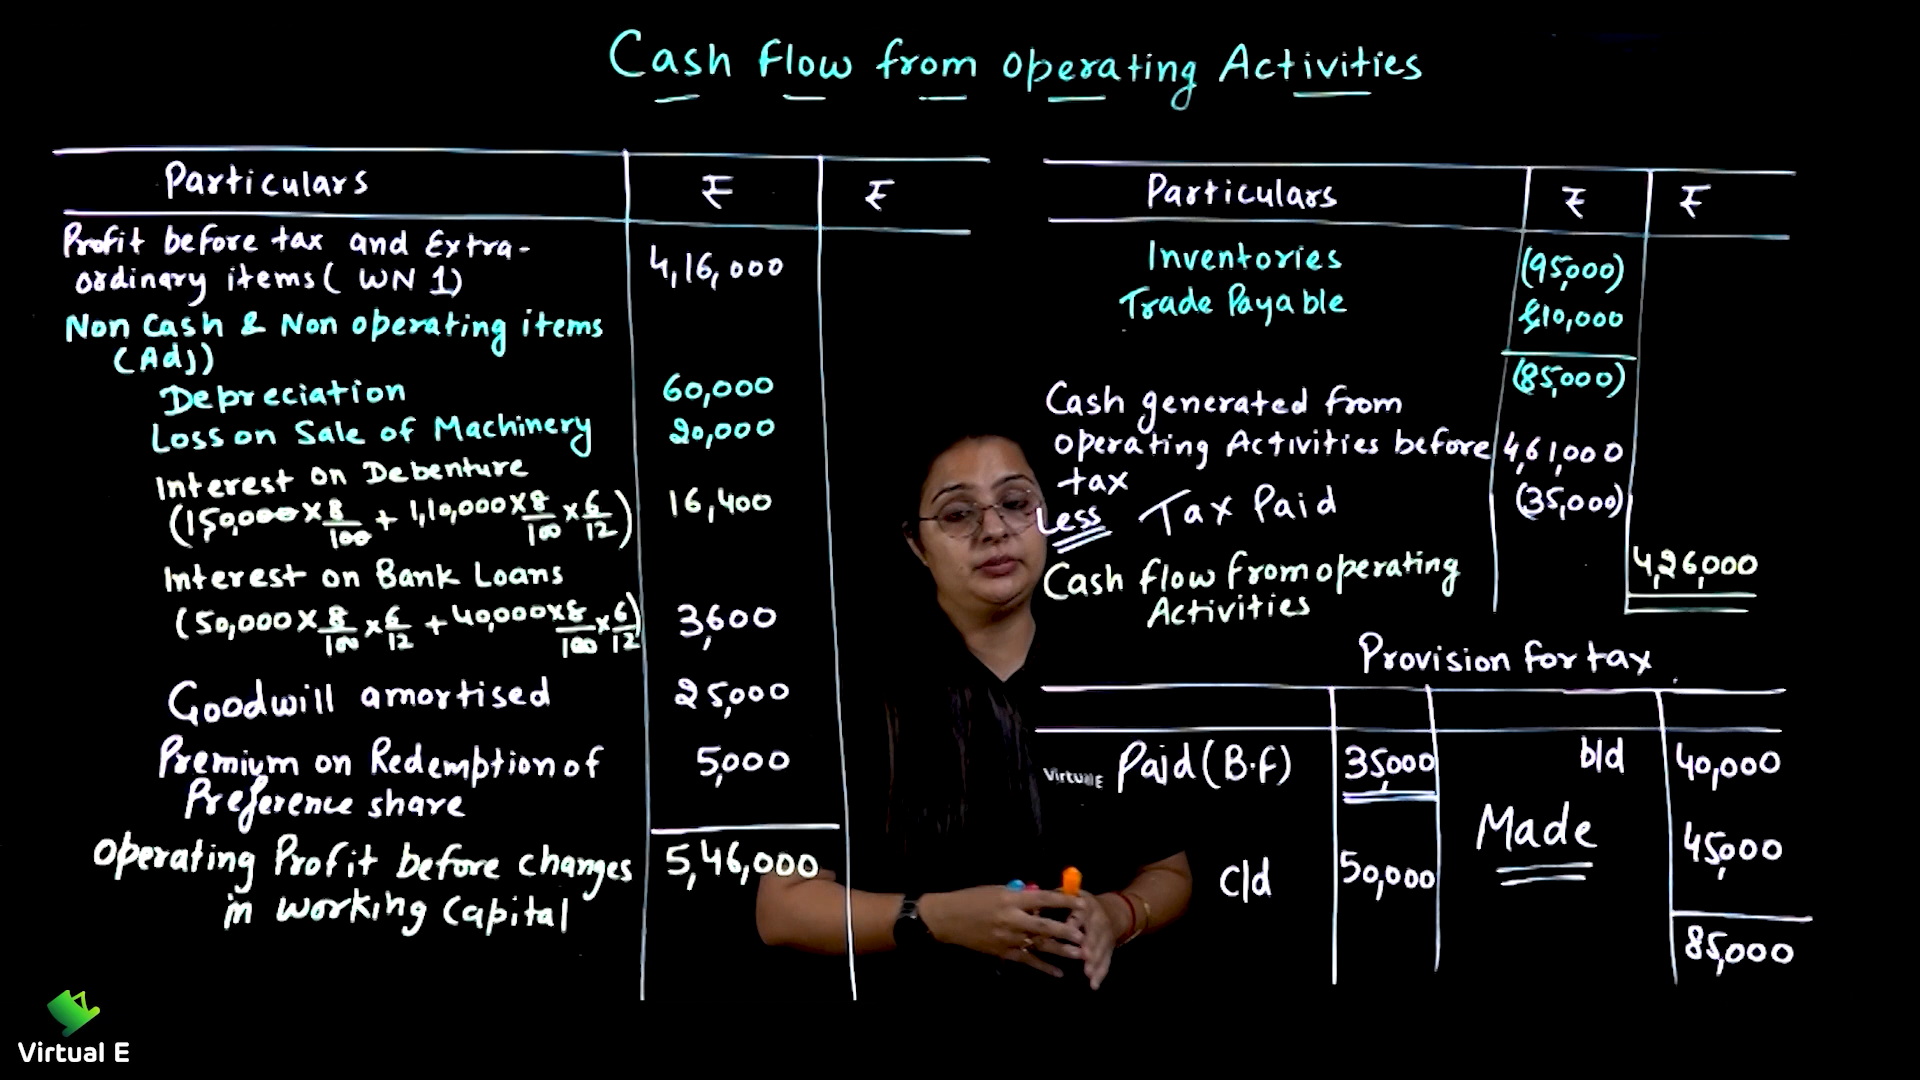 Cash Flow from Operating Activities
Particulars ₹ ₹
Profit before tax and Extra-
ordinary items ( WN 1) 4,16,000
Non Cash & Non operating items
(Adj)
Depreciation 60,000
Loss on Sale of Machinery 20,000
Interest on Debenture
(150,000 x 8/100 + 1,10,000 x 8/100 x 6/12) 16,400
Interest on Bank Loans
(50,000 x 8/100 x 6/12 + 40,000 x 8/100 x 6/12) 3,600
Goodwill amortised 25,000
Premium on Redemption of 5,000
Preference share
Operating Profit before changes 5,46,000
in working Capital
Particulars ₹ ₹
Inventories (95,000)
Trade Payable 10,000
(85,000)
Cash generated from
operating Activities before 4,61,000
tax
Less Tax Paid (35,000)
Cash flow from operating 4,26,000
Activities
Provision for tax
Paid (B.F) 35,000 b/d 40,000
Made 45,000
c/d 50,000
85,000
Virtual E
Virtual E